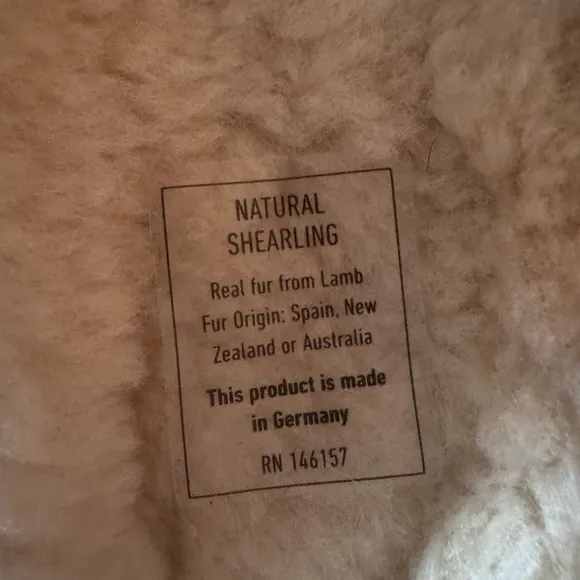 NATURAL
SHEARLING
Real fur from Lamb
Fur Origin: Spain, New
Zealand or Australia
This product is made
in Germany
RN 146157